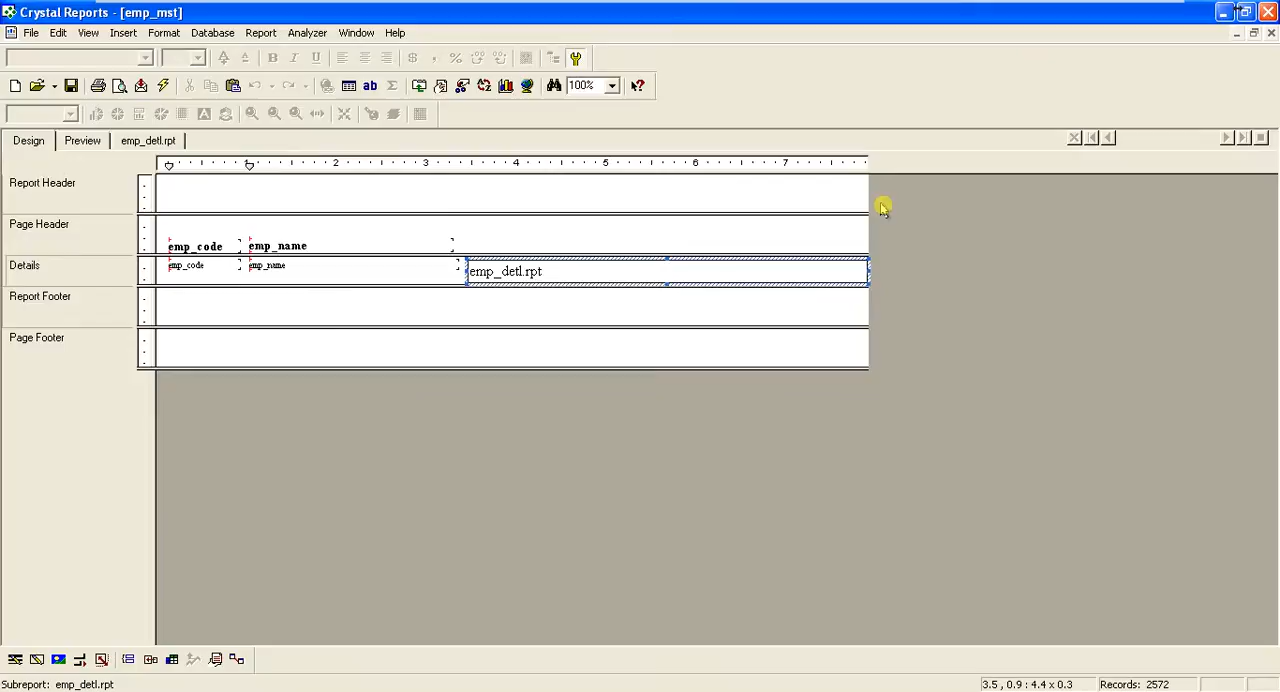 Crystal Reports - [emp_mst]
File Edit View Insert Format Database Report Analyzer Window Help
B I U $ , %
ab Σ 100%
Design Preview emp_detl.rpt
1 2 3 4 5 6 7
Report Header
Page Header
emp_code emp_name
Details
emp_code emp_name emp_detl.rpt
Report Footer
Page Footer
Subreport: emp_detl.rpt 3.5 , 0.9 : 4.4 x 0.3 Records: 2572